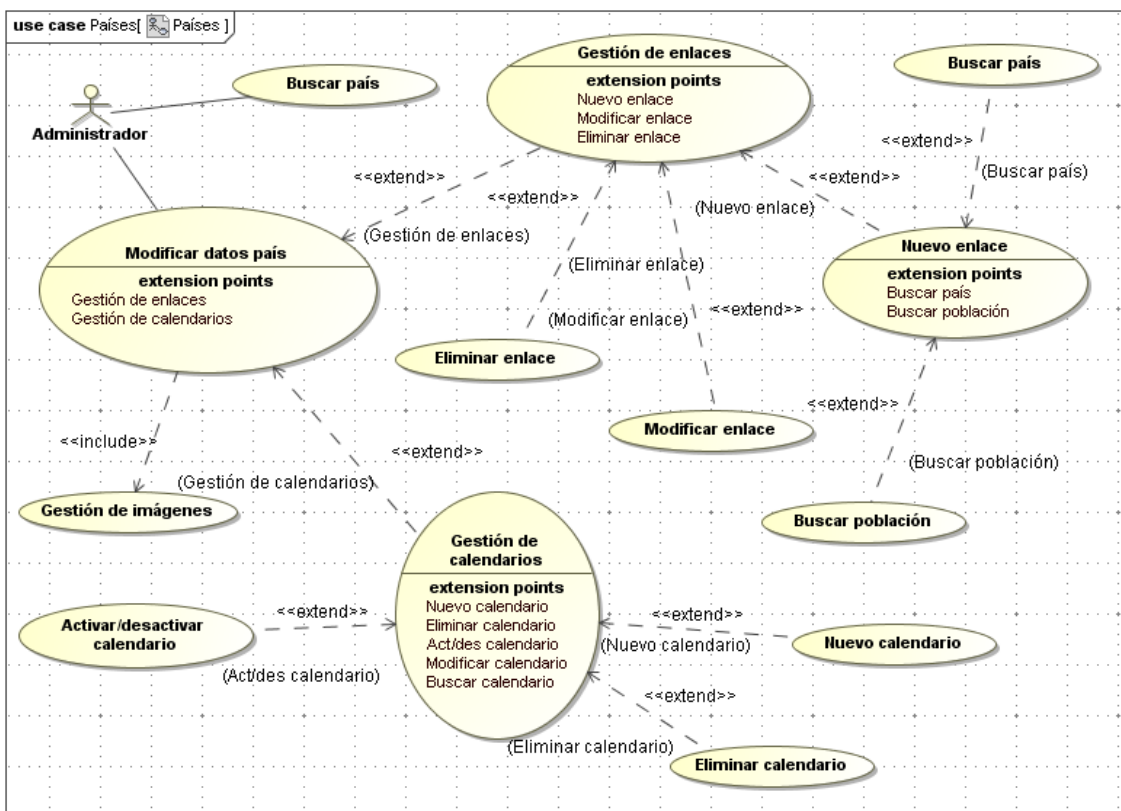 use case Países[ Países ]
Buscar país
Administrador
Gestión de enlaces
extension points
Nuevo enlace
Modificar enlace
Eliminar enlace
Buscar país
<<extend>>
(Buscar país)
<<extend>>
(Nuevo enlace)
<<extend>>
(Gestión de enlaces)
<<extend>>
(Eliminar enlace)
Modificar datos país
extension points
Gestión de enlaces
Gestión de calendarios
Nuevo enlace
extension points
Buscar país
Buscar población
<<extend>>
(Modificar enlace)
Eliminar enlace
Modificar enlace
<<extend>>
(Buscar población)
Buscar población
<<include>>
Gestión de imágenes
<<extend>>
(Gestión de calendarios)
Gestión de
calendarios
extension points
Nuevo calendario
Eliminar calendario
Act/des calendario
Modificar calendario
Buscar calendario
Activar/desactivar
calendario
<<extend>>
(Act/des calendario)
<<extend>>
(Nuevo calendario)
Nuevo calendario
<<extend>>
(Eliminar calendario)
Eliminar calendario